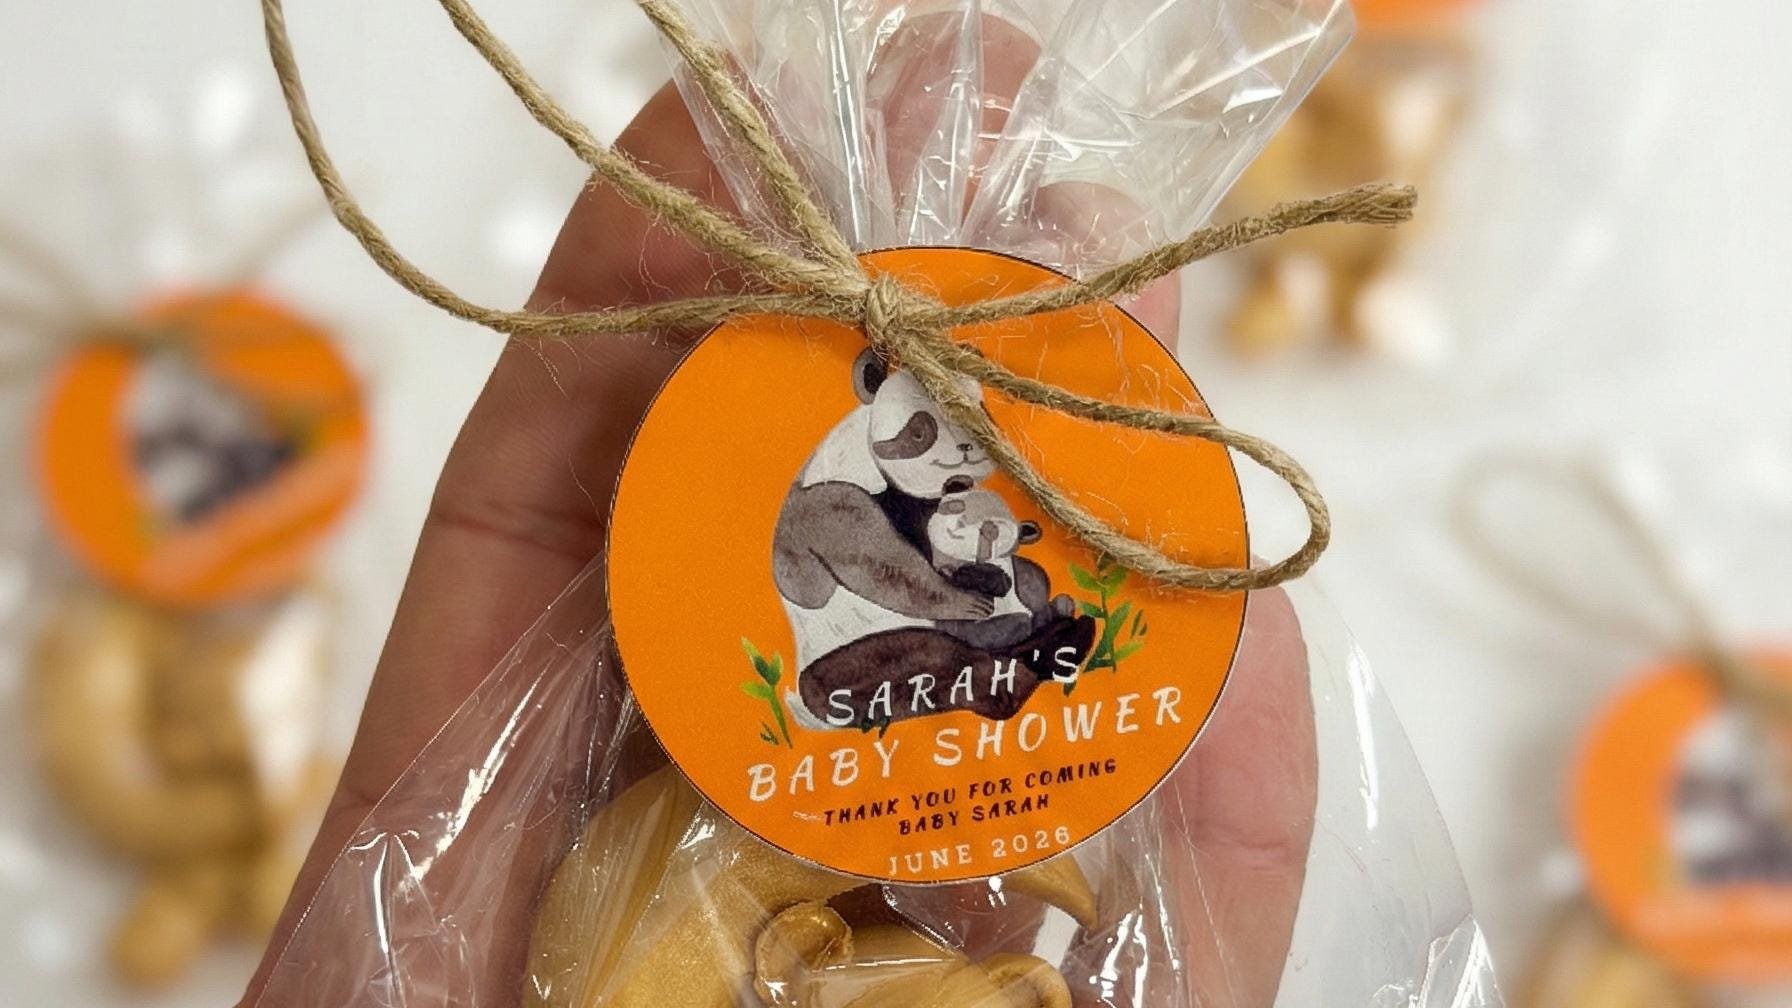 SARAH'S
BABY SHOWER
THANK YOU FOR COMING
BABY SARAH
JUNE 2026